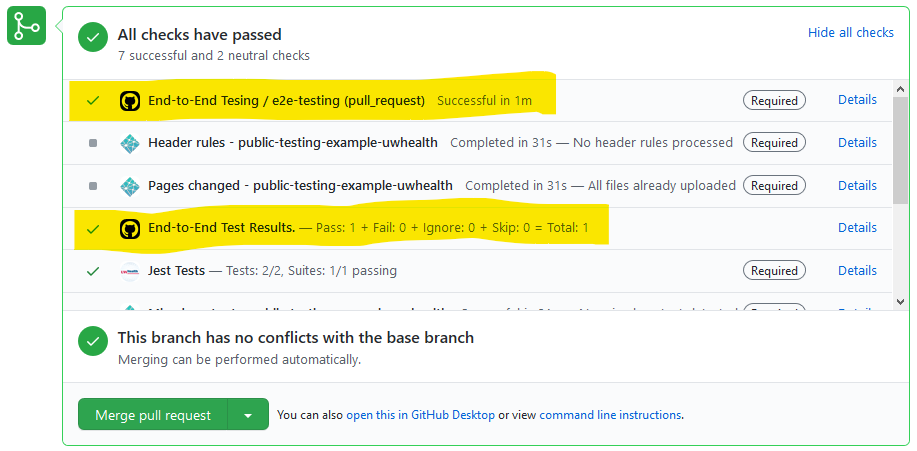 All checks have passed
Hide all checks
7 successful and 2 neutral checks
End-to-End Tesing / e2e-testing (pull_request) Successful in 1m Required Details
Header rules - public-testing-example-uwhealth Completed in 31s — No header rules processed Required Details
Pages changed - public-testing-example-uwhealth Completed in 31s — All files already uploaded Required Details
End-to-End Test Results. — Pass: 1 + Fail: 0 + Ignore: 0 + Skip: 0 = Total: 1 Details
Jest Tests — Tests: 2/2, Suites: 1/1 passing Required Details
This branch has no conflicts with the base branch
Merging can be performed automatically.
Merge pull request
You can also open this in GitHub Desktop or view command line instructions.